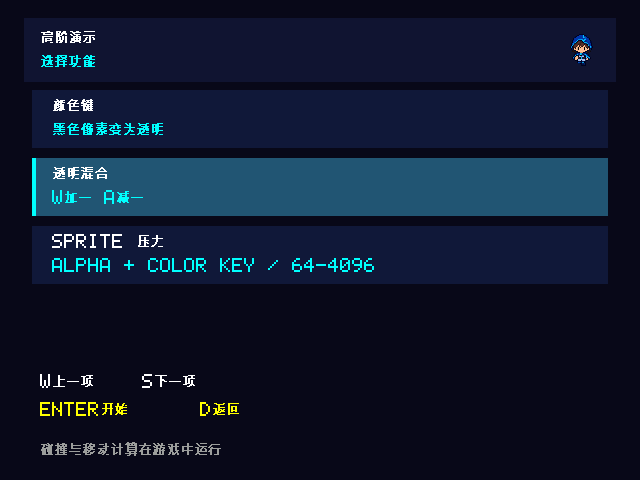 高阶演示
选择功能
颜色键
黑色像素变为透明
透明混合
W加一 A减一
SPRITE 压力
ALPHA + COLOR KEY / 64-4096
W上一项 S下一项
ENTER开始 D返回
碰撞与移动计算在游戏中运行